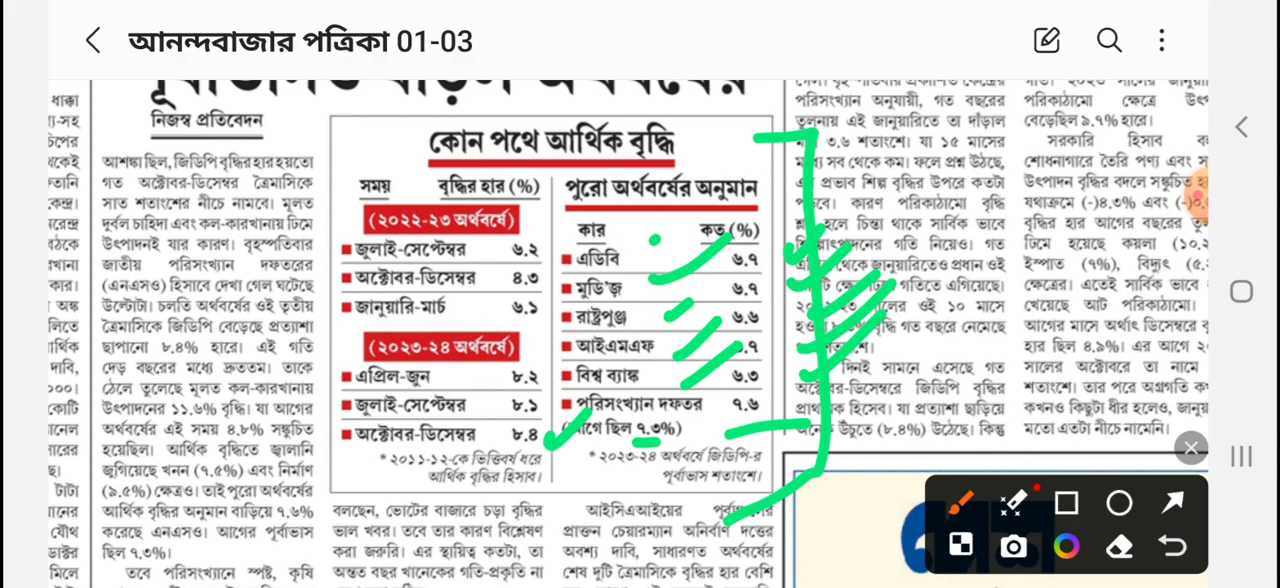 আনন্দবাজার পত্রিকা 01-03
নিজস্ব প্রতিবেদন
আশঙ্কা ছিল, জিডিপি বৃদ্ধির হার হয়তো
গত অক্টোবর-ডিসেম্বর ত্রৈমাসিকে
সাত শতাংশের নীচে নামবে। মূলত
দুর্বল চাহিদা এবং কল-কারখানায় ঢিমে
উৎপাদনই যার কারণ। বৃহস্পতিবার
জাতীয় পরিসংখ্যান দফতরের
(এনএসও) হিসাবে দেখা গেল ঘটেছে
উল্টোটা। চলতি অর্থবর্ষের ওই তৃতীয়
ত্রৈমাসিকে জিডিপি বেড়েছে প্রত্যাশা
ছাপানো ৮.৪% হারে। এই গতি
দেড় বছরের মধ্যে দ্রুততম। তাকে
ঠেলে তুলেছে মূলত কল-কারখানার
উৎপাদনের ১১.৬% বৃদ্ধি। যা আগের
অর্থবর্ষের এই সময় ৪.৮% সঙ্কুচিত
হয়েছিল। আর্থিক বৃদ্ধিতে জ্বালানি
জুগিয়েছে খনন (৭.৫%) এবং নির্মাণ
(৯.৫%) ক্ষেত্রও। তাই পুরো অর্থবর্ষের
আর্থিক বৃদ্ধির অনুমান বাড়িয়ে ৭.৬%
করেছে এনএসও। আগের পূর্বাভাস
ছিল ৭.৩%।
তবে পরিসংখ্যানে স্পষ্ট, কৃষি
কোন পথে আর্থিক বৃদ্ধি
সময় বৃদ্ধির হার (%)
(২০২২-২৩ অর্থবর্ষে)
জুলাই-সেপ্টেম্বর ৬.২
অক্টোবর-ডিসেম্বর ৪.৩
জানুয়ারি-মার্চ ৬.১
(২০২৩-২৪ অর্থবর্ষে)
এপ্রিল-জুন ৮.২
জুলাই-সেপ্টেম্বর ৮.১
অক্টোবর-ডিসেম্বর ৮.৪
* ২০১১-১২-কে ভিত্তিবর্ষ ধরে
আর্থিক বৃদ্ধির হিসাব।
পুরো অর্থবর্ষের অনুমান
কার কত (%)
এডিবি ৬.৭
মুডি'জ় ৬.৭
রাষ্ট্রপুঞ্জ ৬.৬
আইএমএফ
বিশ্ব ব্যাঙ্ক ৬.৩
পরিসংখ্যান দফতর ৭.৬
ছিল ৭.৩%)
* ২০২৩-২৪ অর্থবর্ষে জিডিপি-র
পূর্বাভাস শতাংশে।
বলছেন, ভোটের বাজারে চড়া বৃদ্ধির
ভাল খবর। তবে তার কারণ বিশ্লেষণ
করা জরুরি। এর স্থায়িত্ব কতটা, তা
অন্তত বছর খানেকের গতি-প্রকৃতি না
আইসিএআইয়ের
প্রাক্তন চেয়ারম্যান অনির্বাণ দত্তের
অবশ্য দাবি, সাধারণত অর্থবর্ষের
শেষ দুটি ত্রৈমাসিকে বৃদ্ধির হার বেশি
পরিসংখ্যান অনুযায়ী, গত বছরের
তুলনায় এই জানুয়ারিতে তা দাঁড়াল
৩.৬ শতাংশে। যা ১৫ মাসের
সব থেকে কম। ফলে প্রশ্ন উঠছে,
প্রভাব শিল্প বৃদ্ধির উপরে কতটা
কারণ পরিকাঠামো বৃদ্ধি
হলে চিন্তা থাকে সার্বিক ভাবে
গতি নিয়েও। গত
থেকে জানুয়ারিতেও প্রধান ওই
গতিতে এগিয়েছে।
ওই ১০ মাসে
বৃদ্ধি গত বছরে নেমেছে
সামনে এসেছে গত
জিডিপি বৃদ্ধির
হিসেব। যা প্রত্যাশা ছাড়িয়ে
উঁচুতে (৮.৪%) উঠেছে। কিন্তু
পরিকাঠামো ক্ষেত্রে
বেড়েছিল ৯.৭% হারে।
সরকারি হিসাব
শোধনাগারে তৈরি পণ্য এবং
উৎপাদন বৃদ্ধির বদলে সঙ্কুচিত
যথাক্রমে (-)৪.৩% এবং
বৃদ্ধির হার আগের বছরের
ঢিমে হয়েছে কয়লা
ইস্পাত (৭%), বিদ্যুৎ
ক্ষেত্রের। এতেই সার্বিক ভাবে
খেয়েছে আট পরিকাঠামো।
আগের মাসে অর্থাৎ ডিসেম্বরে
হার ছিল ৪.৯%। এর আগে
সালের অক্টোবরে তা নামে
শতাংশে। তার পরে অগ্রগতি
কখনও কিছুটা ধীর হলেও,
মতো এতটা নীচে নামেনি।